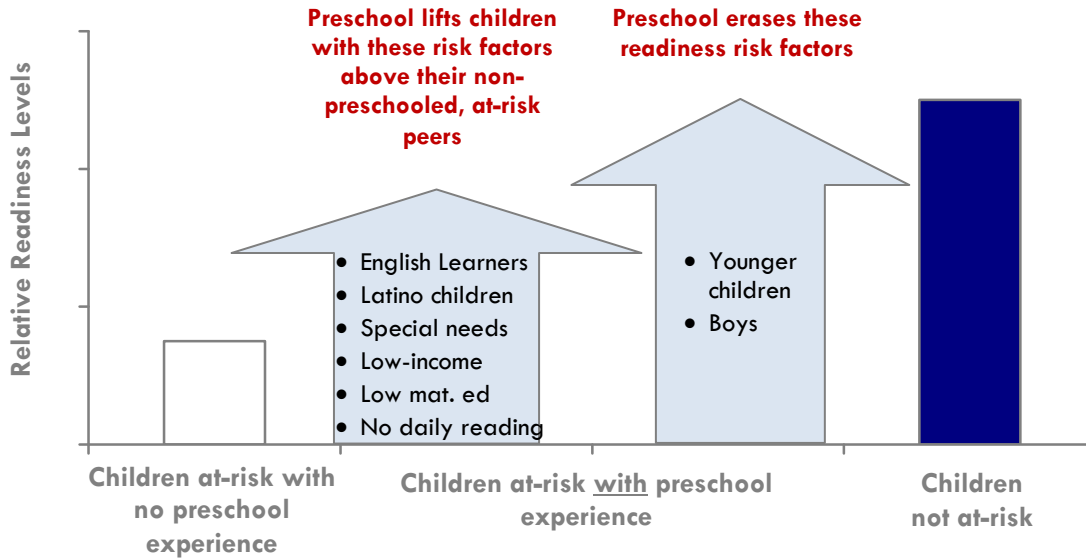 Preschool lifts children
with these risk factors
above their non-
preschooled, at-risk
peers
Preschool erases these
readiness risk factors
Relative Readiness Levels
• English Learners
• Latino children
• Special needs
• Low-income
• Low mat. ed
• No daily reading
• Younger
children
• Boys
Children at-risk with
no preschool
experience
Children at-risk with preschool
experience
Children
not at-risk